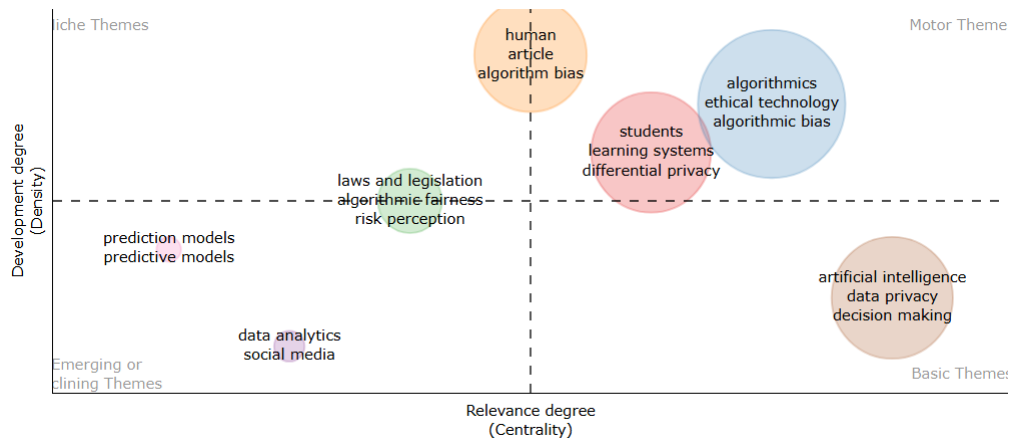 liche Themes
Motor Theme
human
article
algorithm bias
algorithmics
ethical technology
algorithmic bias
students
learning systems
differential privacy
laws and legislation
algorithmic fairness
risk perception
prediction models
predictive models
artificial intelligence
data privacy
decision making
data analytics
social media
Emerging or
clining Themes
Basic Themes
Development degree
(Density)
Relevance degree
(Centrality)